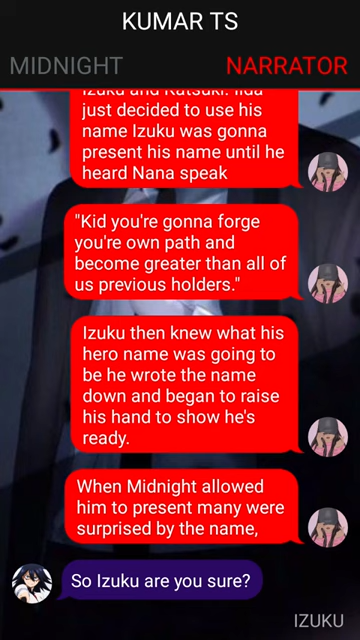 KUMAR TS
MIDNIGHT
NARRATOR
Izuku and Katsuki. Iida
just decided to use his
name Izuku was gonna
present his name until he
heard Nana speak
"Kid you're gonna forge
you're own path and
become greater than all of
us previous holders."
Izuku then knew what his
hero name was going to
be he wrote the name
down and began to raise
his hand to show he's
ready.
When Midnight allowed
him to present many were
surprised by the name,
So Izuku are you sure?
IZUKU